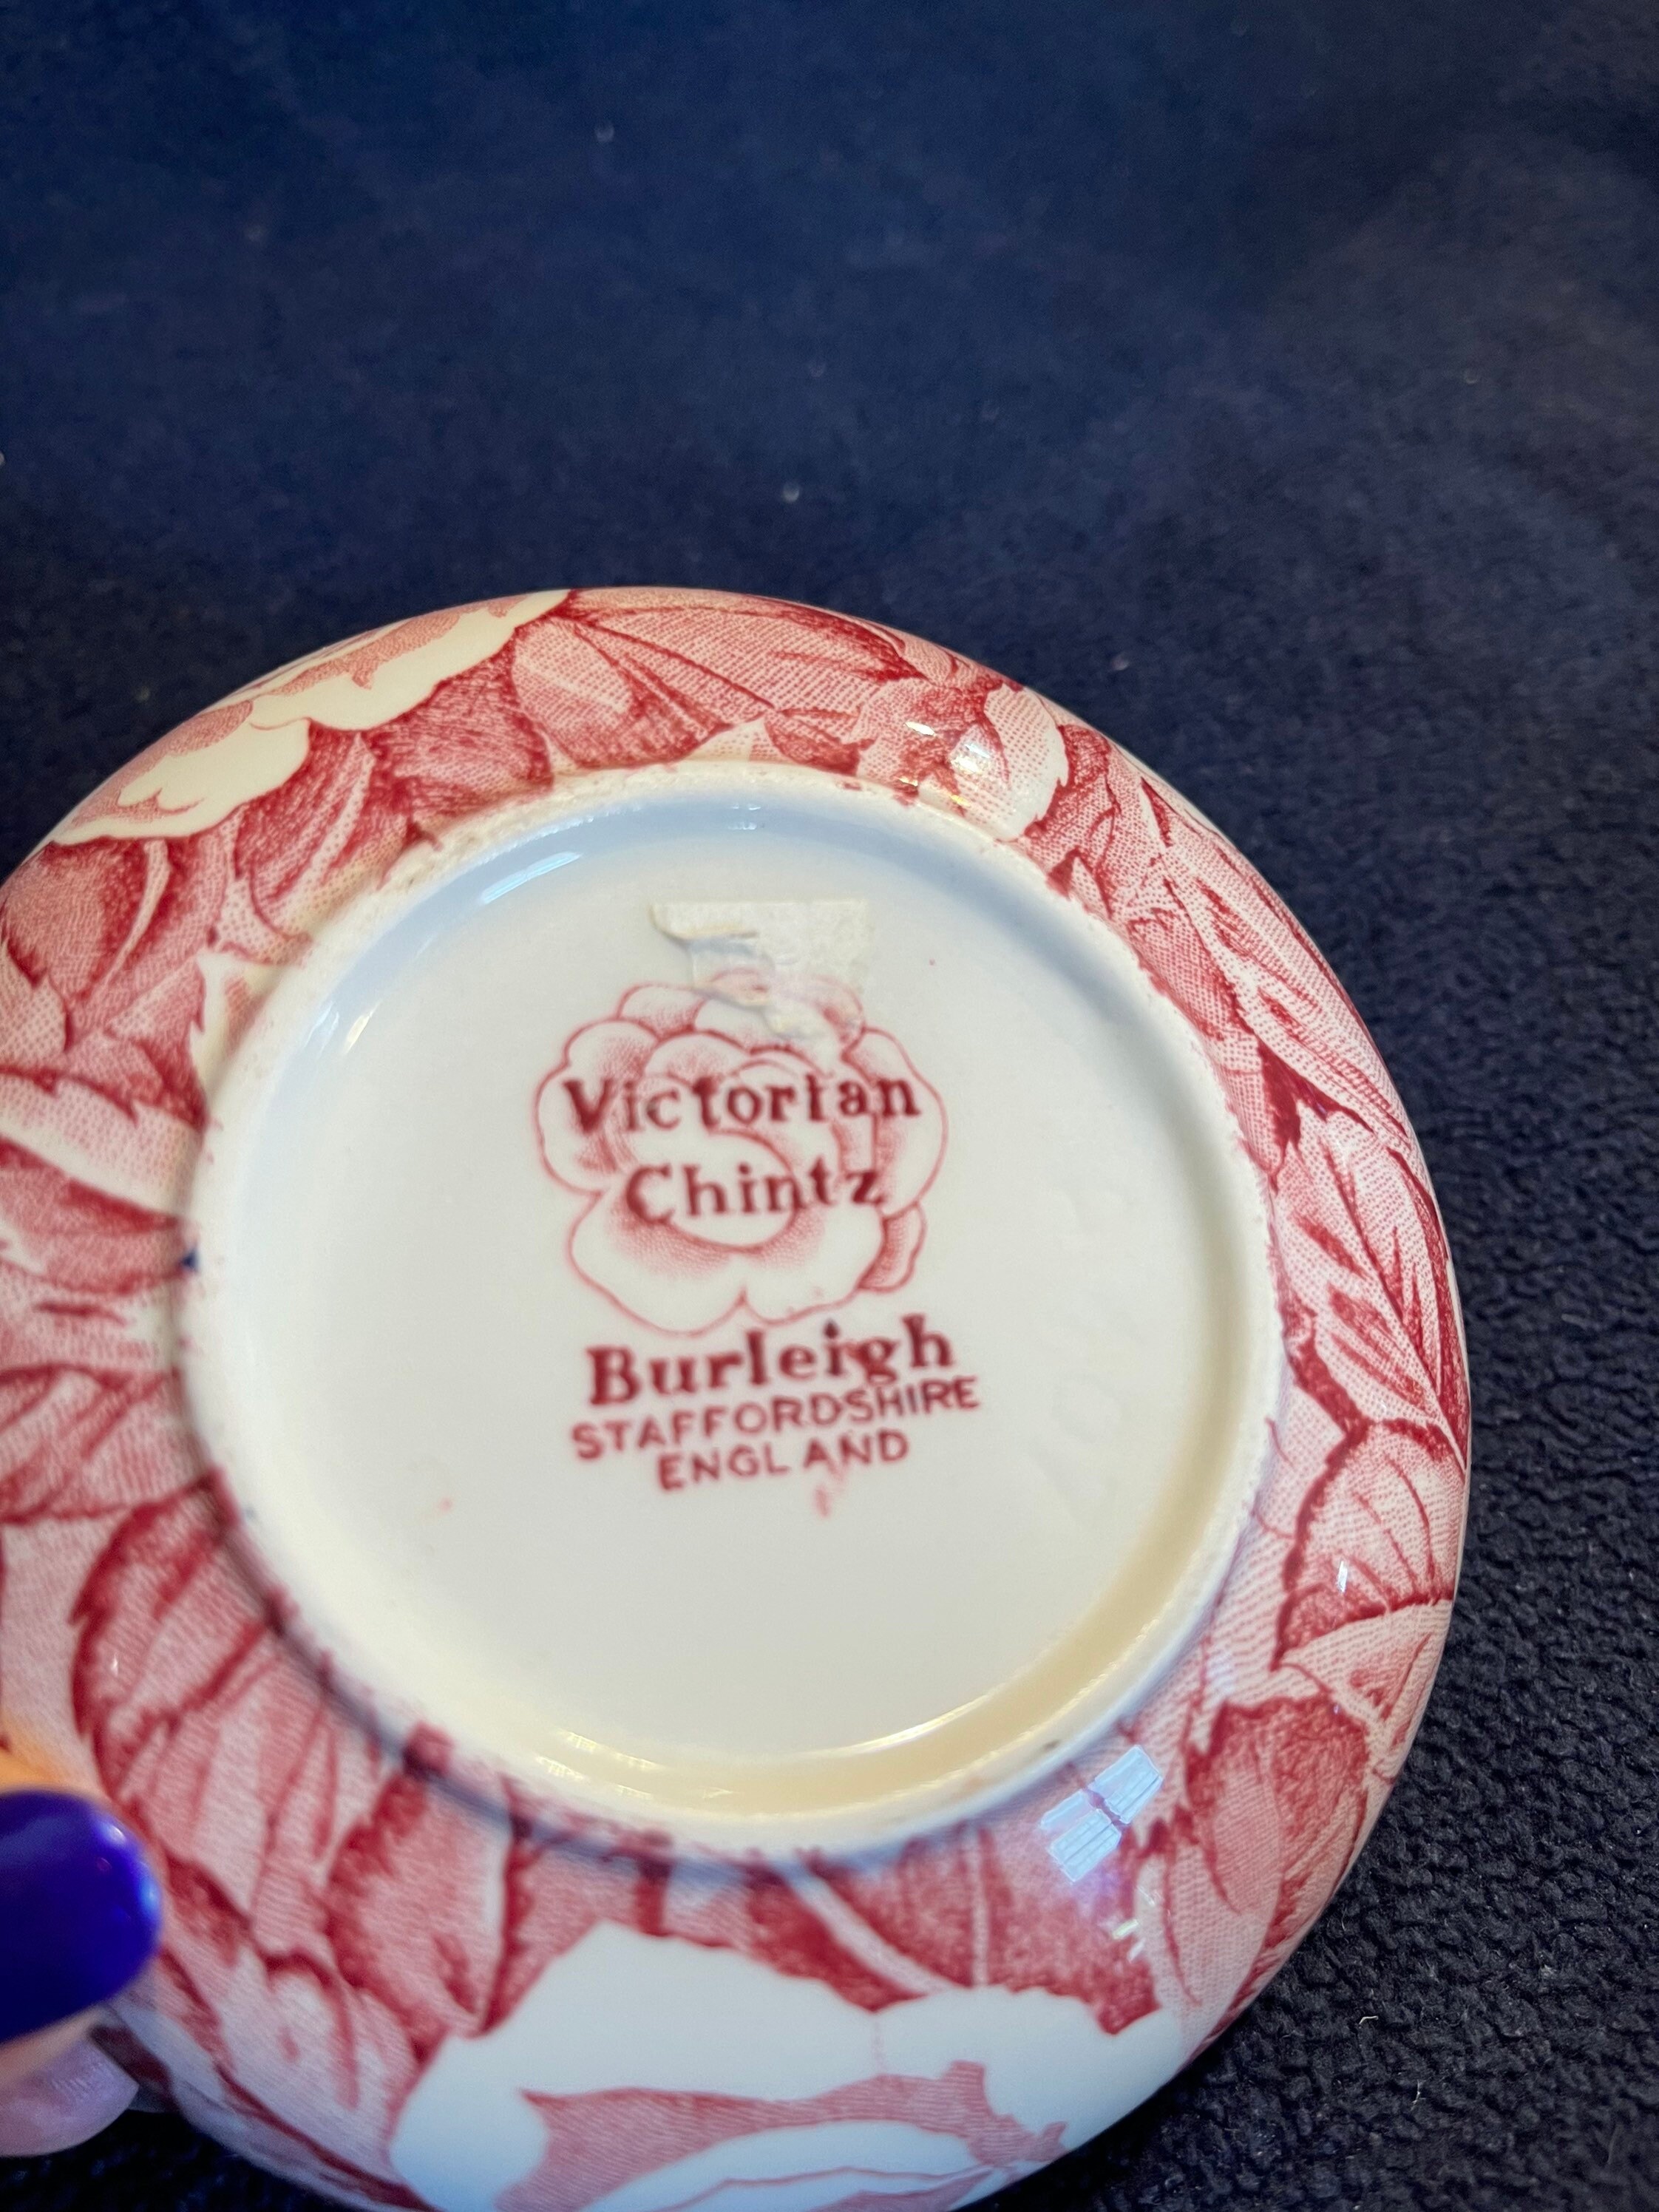 Victorian
Chintz
Burleigh
STAFFORDSHIRE
ENGLAND